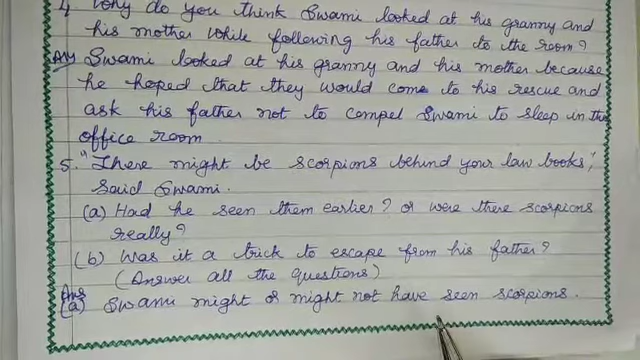 4. Why do you think Swami looked at his granny and
his mother while following his father to the room?
Ans Swami looked at his granny and his mother because
he hoped that they would come to his rescue and
ask his father not to compel Swami to sleep in the
office room.
5. "There might be scorpions behind your law books,"
said Swami.
(a) Had he seen them earlier? or were there scorpions
really?
(b) Was it a trick to escape from his father?
(Answer all the questions)
Ans
(a) Swami might or might not have seen scorpions.